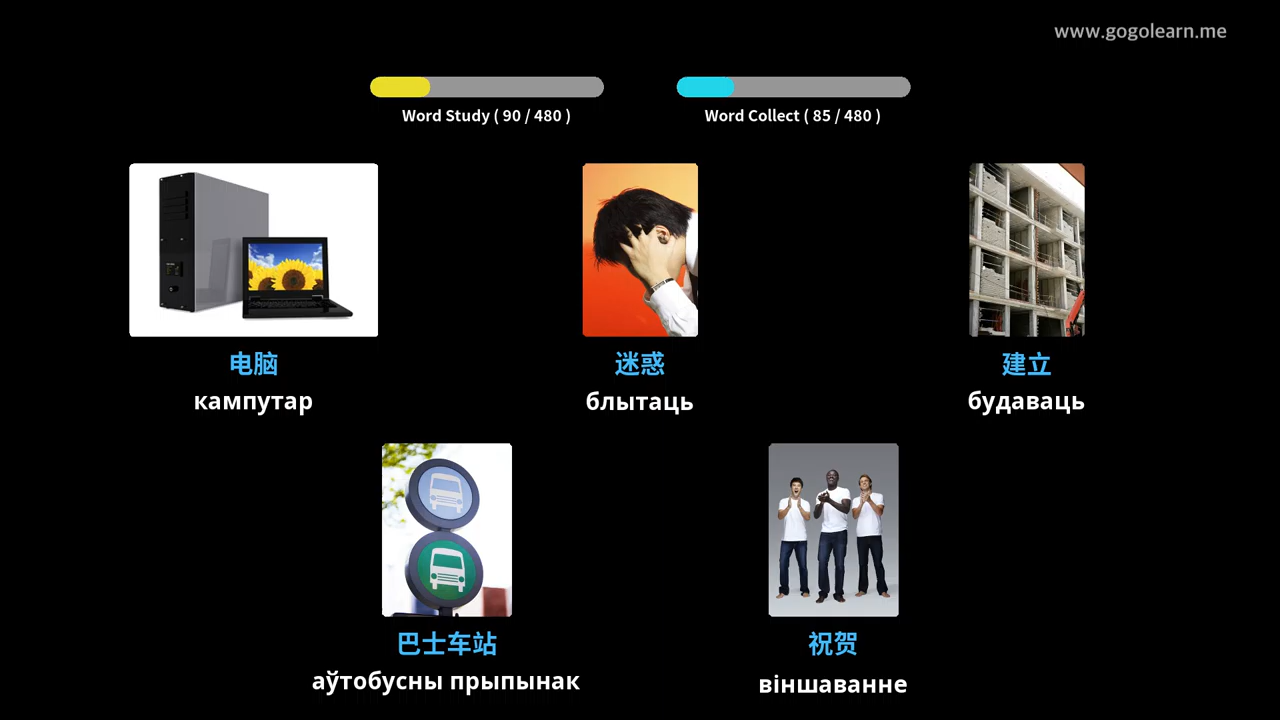 www.gogolearn.me
Word Study ( 90 / 480 )
Word Collect ( 85 / 480 )
电脑
迷惑
建立
кампутар
блытаць
будаваць
巴士车站
祝贺
аўтобусны прыпынак
віншаванне